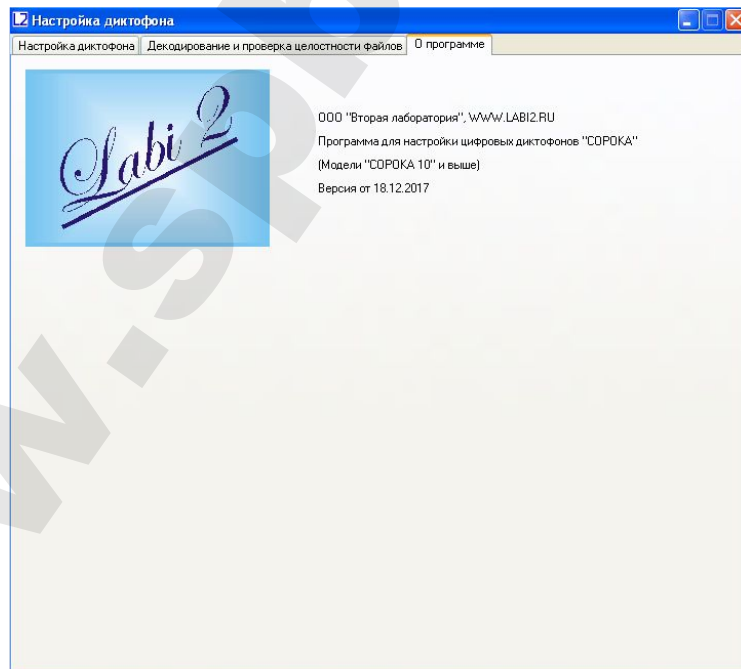 Настройка диктофона
Настройка диктофона Декодирование и проверка целостности файлов О программе
Labi 2
ООО "Вторая лаборатория", WWW.LABI2.RU
Программа для настройки цифровых диктофонов "СОРОКА"
(Модели "СОРОКА 10" и выше)
Версия от 18.12.2017
w.sp